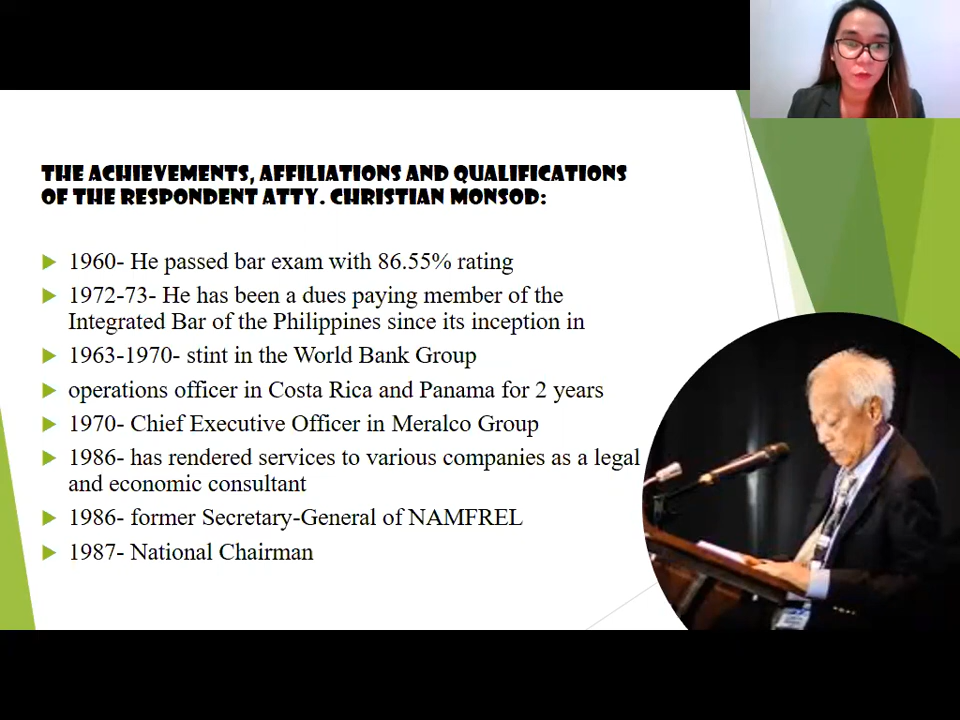 THE ACHIEVEMENTS, AFFILIATIONS AND QUALIFICATIONS
OF THE RESPONDENT ATTY. CHRISTIAN MONSOD:
1960- He passed bar exam with 86.55% rating
1972-73- He has been a dues paying member of the
Integrated Bar of the Philippines since its inception in
1963-1970- stint in the World Bank Group
operations officer in Costa Rica and Panama for 2 years
1970- Chief Executive Officer in Meralco Group
1986- has rendered services to various companies as a legal
and economic consultant
1986- former Secretary-General of NAMFREL
1987- National Chairman